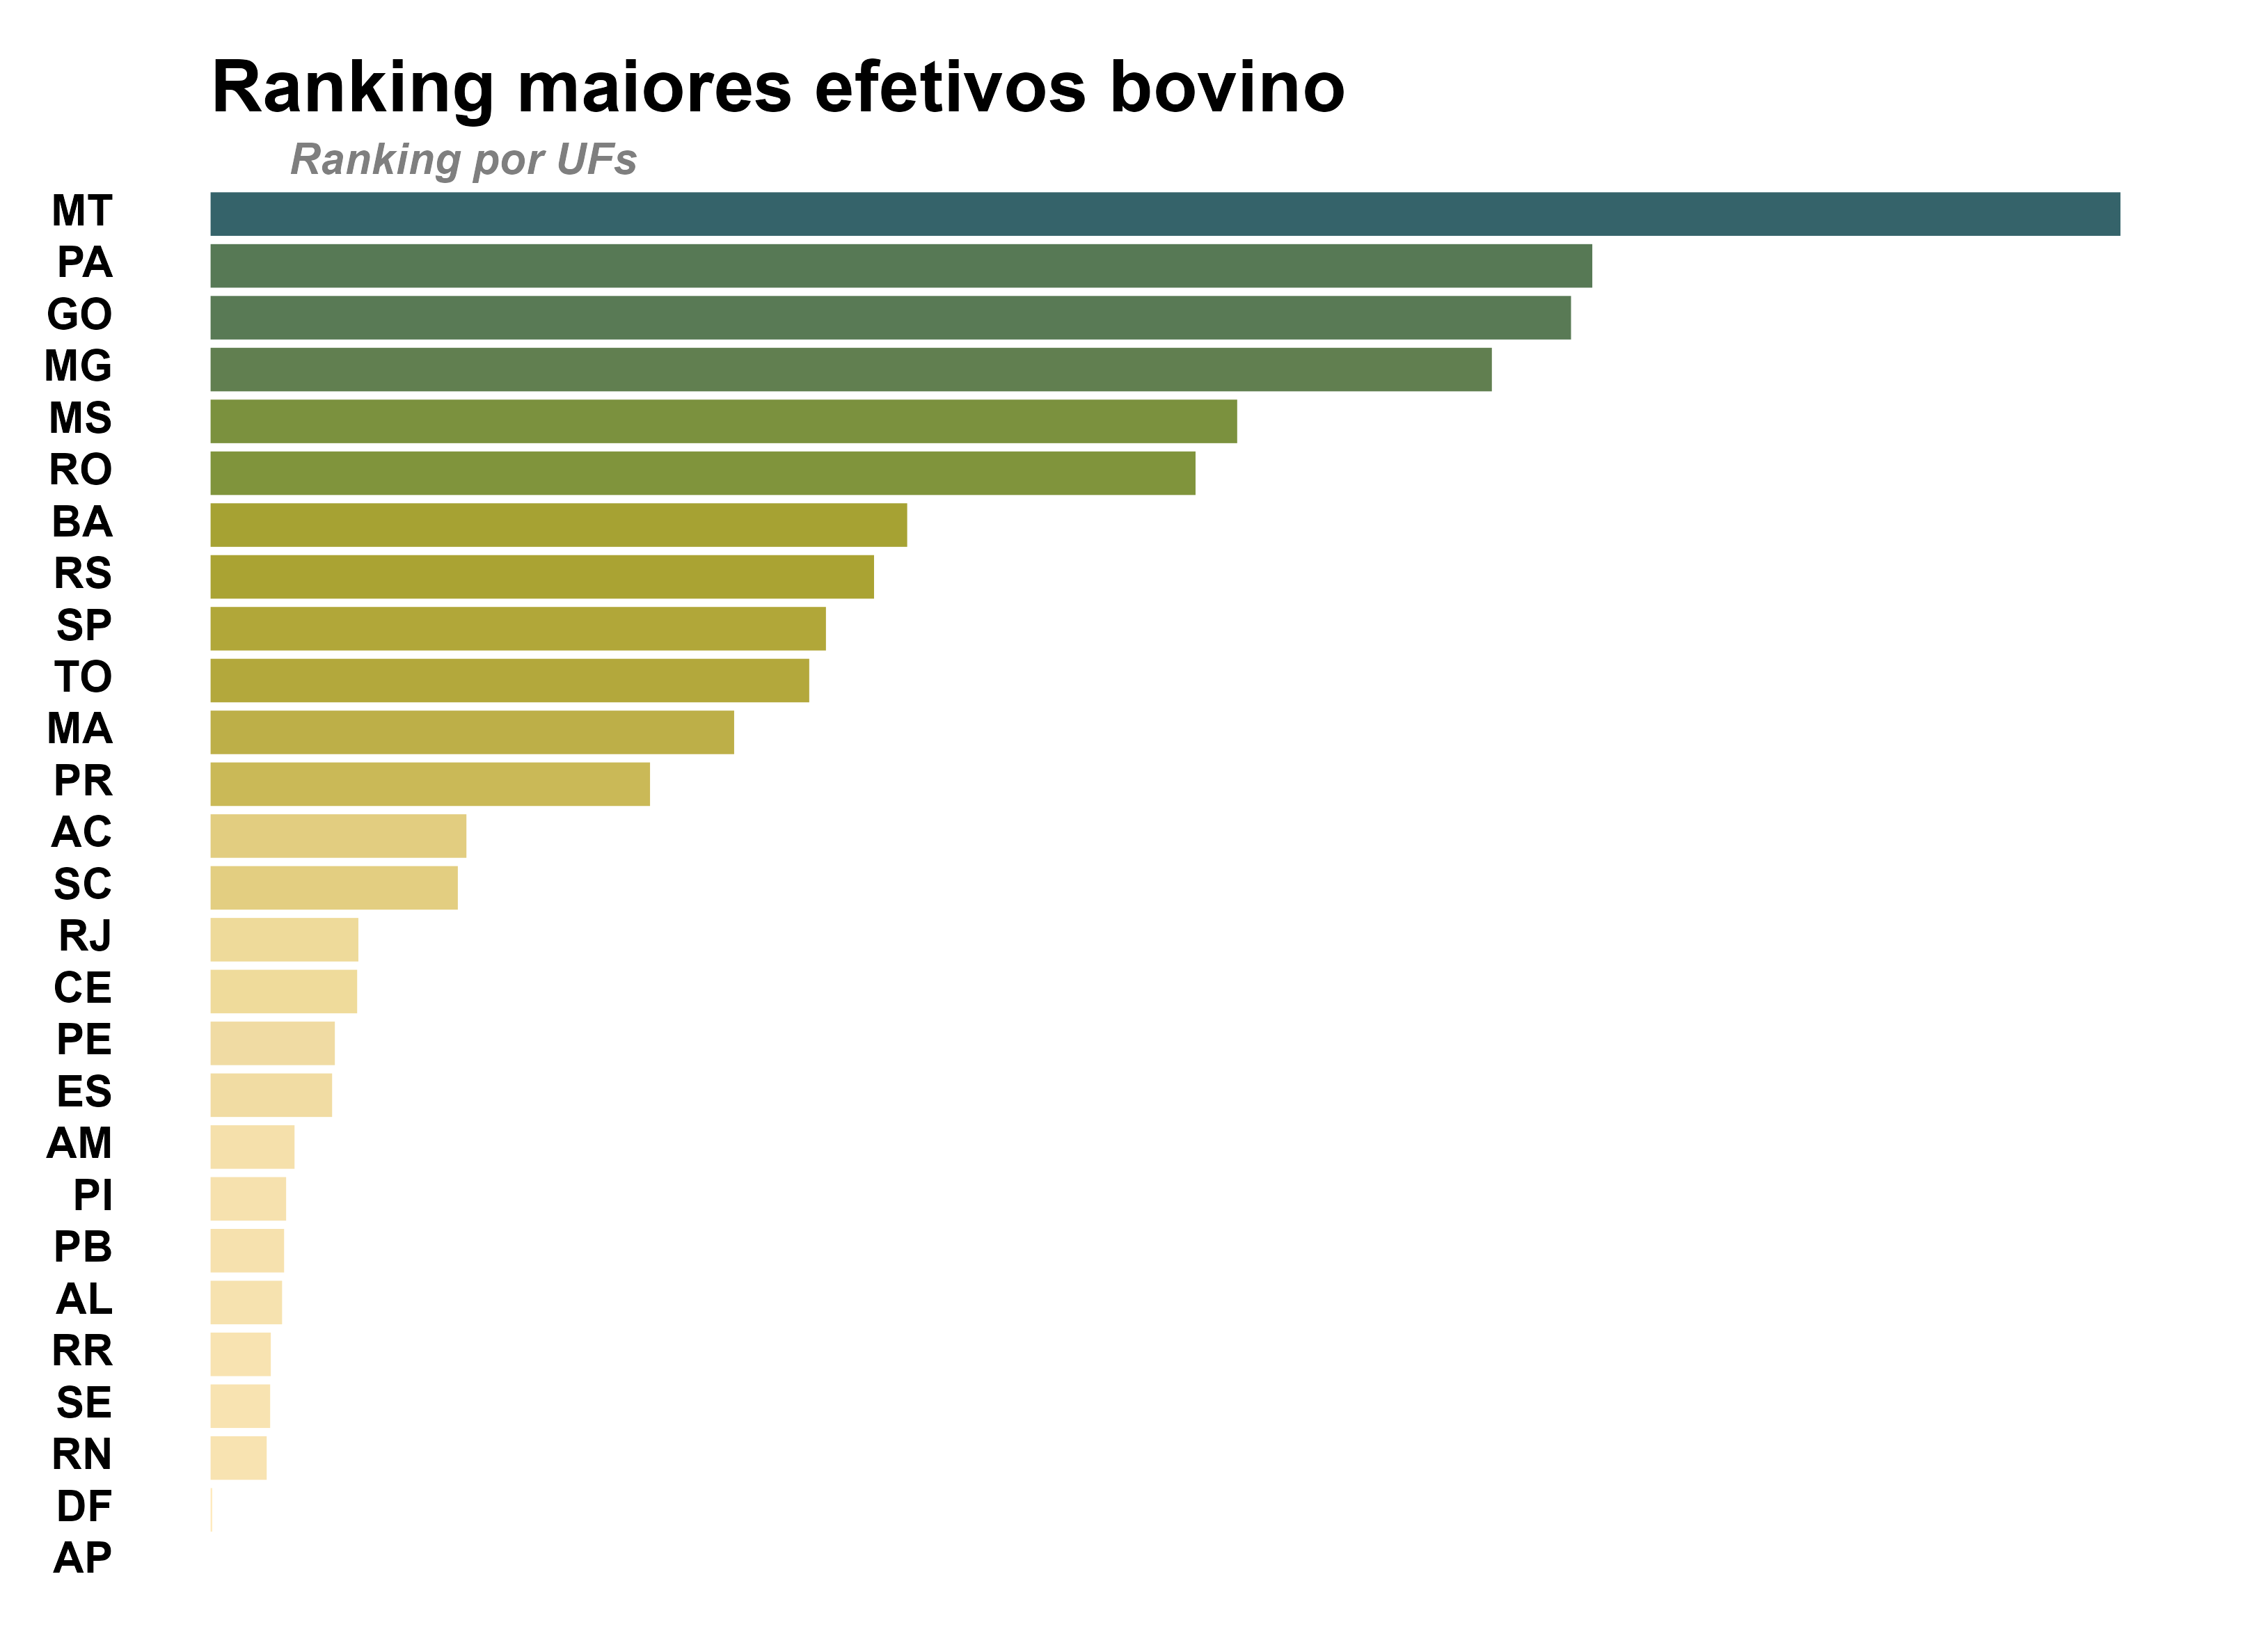 Ranking maiores efetivos bovino
Ranking por UFs
MT
PA
GO
MG
MS
RO
BA
RS
SP
TO
MA
PR
AC
SC
RJ
CE
PE
ES
AM
PI
PB
AL
RR
SE
RN
DF
AP